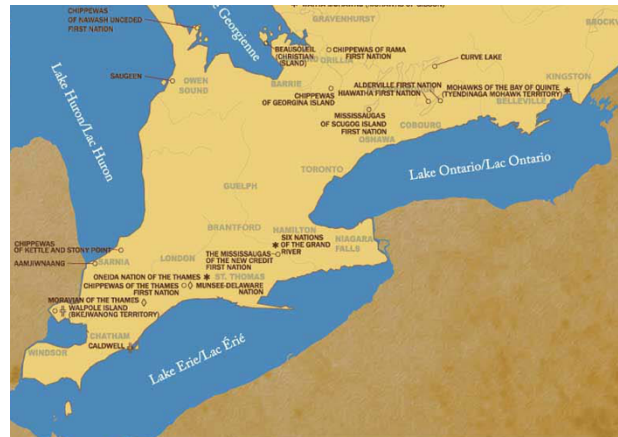 CHIPPEWAS
OF NAWASH UNCEDED
FIRST NATION
Georgienne
BEAUSOLEIL
(CHRISTIAN
ISLAND)
GRAVENHURST
BROCKV
CHIPPEWAS OF RAMA
FIRST NATION
ORILLIA
CURVE LAKE
SAUGEEN
OWEN
SOUND
BARRIE
CHIPPEWAS
OF GEORGINA ISLAND
ALDERVILLE FIRST NATION
HIAWATHA FIRST NATION
KINGSTON
MOHAWKS OF THE BAY OF QUINTE
(TYENDINAGA MOHAWK TERRITORY)
BELLEVILLE
MISSISSAUGAS
OF SCUGOG ISLAND
FIRST NATION
COBOURG
OSHAWA
Lake Huron/Lac Huron
TORONTO
Lake Ontario/Lac Ontario
GUELPH
BRANTFORD
HAMILTON
SIX NATIONS
OF THE GRAND
RIVER
NIAGARA
FALLS
CHIPPEWAS
OF KETTLE AND STONY POINT
SARNIA
AAMJIWNAANG
LONDON
THE MISSISSAUGAS
OF THE NEW CREDIT
FIRST NATION
ONEIDA NATION OF THE THAMES
ST. THOMAS
CHIPPEWAS OF THE THAMES
FIRST NATION
MUNSEE-DELAWARE
NATION
MORAVIAN OF THE THAMES
WALPOLE ISLAND
(BKEJWANONG TERRITORY)
CHATHAM
CALDWELL
WINDSOR
Lake Erie/Lac Érié